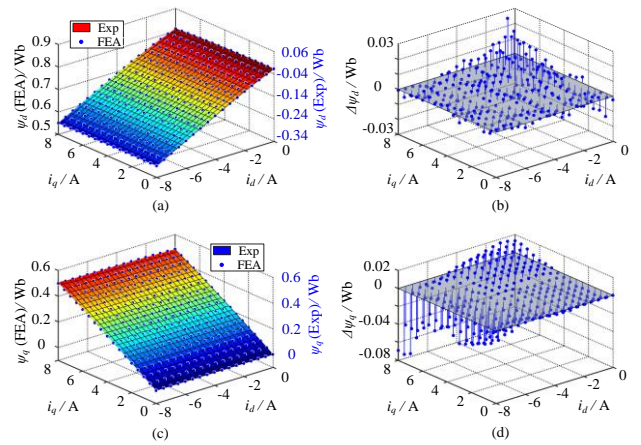 Exp
FEA
0.9
0.8
0.7
0.6
0.5
ψd (FEA)/ Wb
0.06
-0.04
-0.14
-0.24
-0.34
ψd (Exp)/ Wb
8
6
4
2
0
iq / A
-8
-6
-4
-2
0
id / A
(a)
0.03
0
-0.03
Δψd / Wb
8
6
4
2
0
iq / A
-8
-6
-4
-2
0
id / A
(b)
Exp
FEA
0.6
0.4
0.2
0
ψq (FEA)/ Wb
0.6
0.4
0.2
0
ψq (Exp)/ Wb
8
6
4
2
0
iq / A
-8
-6
-4
-2
0
id / A
(c)
0.02
0
-0.04
-0.08
Δψq / Wb
8
6
4
2
0
iq / A
-8
-6
-4
-2
0
id / A
(d)